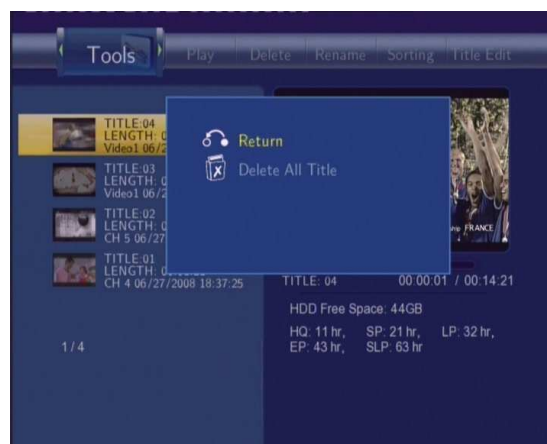 Tools Play Delete Rename Sorting Title Edit
TITLE:04
LENGTH: 0
Video1 06/2
TITLE:03
LENGTH: 0
Video1 06/2
TITLE:02
LENGTH: 0
CH 5 06/27
TITLE:01
LENGTH:
CH 4 06/27/2008 18:37:25
1/4
Return
Delete All Title
FRANCE
TITLE: 04 00:00:01 / 00:14:21
HDD Free Space: 44GB
HQ: 11 hr, SP: 21 hr, LP: 32 hr,
EP: 43 hr, SLP: 63 hr